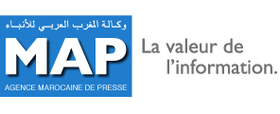 وكالة المغرب العربي للأنباء
MAP
AGENCE MAROCAINE DE PRESSE
La valeur de
l'information.